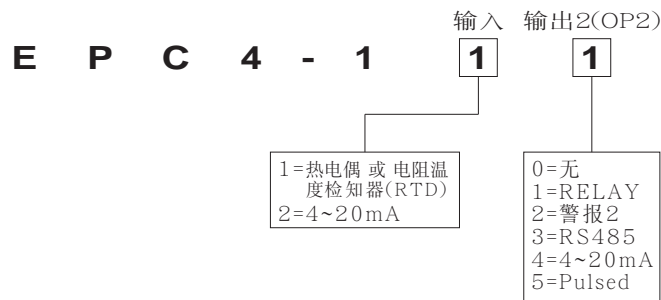 输入 输出2(OP2)
E P C 4 - 1 1 1
1=热电偶 或 电阻温
度检知器(RTD)
2=4~20mA
0=无
1=RELAY
2=警报2
3=RS485
4=4~20mA
5=Pulsed